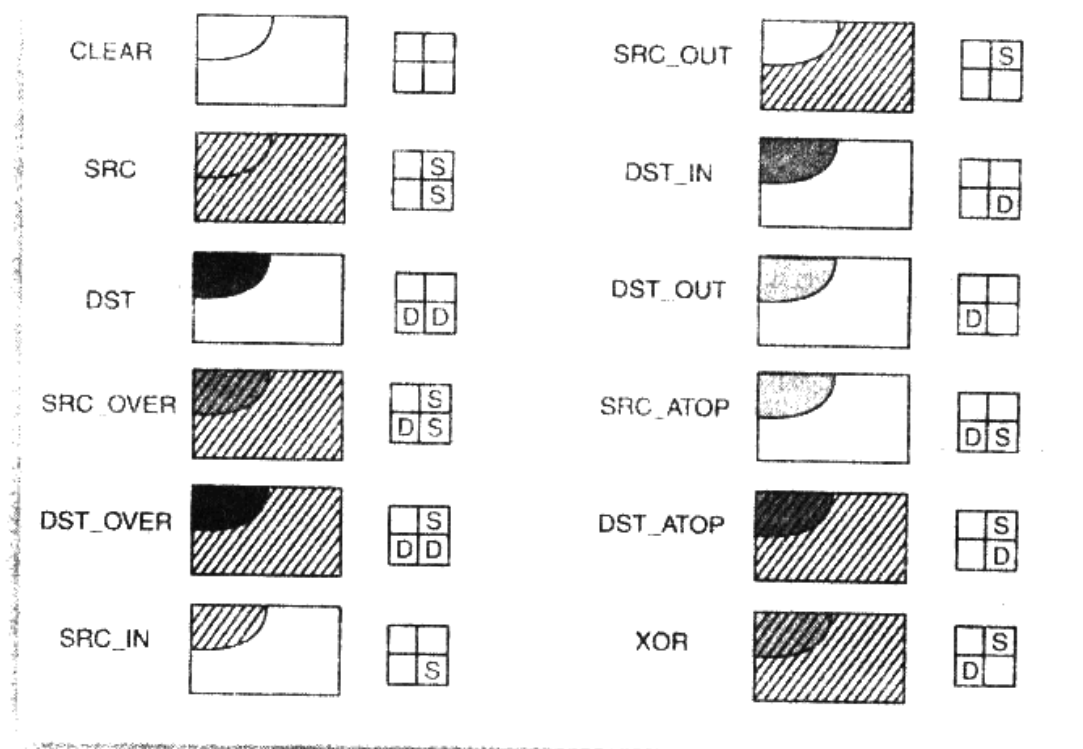 CLEAR
SRC
S
S
DST
D D
SRC_OVER
S
D S
DST_OVER
S
D D
SRC_IN
S
SRC_OUT
S
DST_IN
D
DST_OUT
D
SRC_ATOP
D S
DST_ATOP
S
D
XOR
S
D